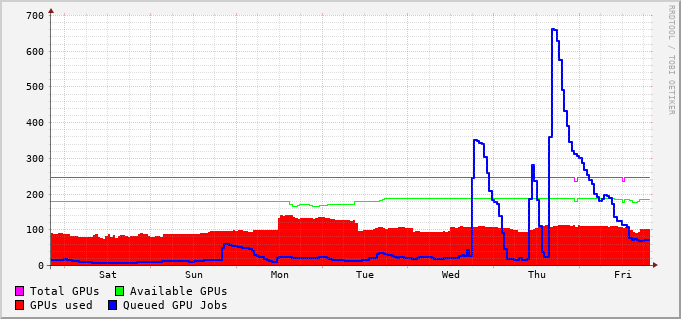 700
600
500
400
300
200
100
0
Sat Sun Mon Tue Wed Thu Fri
Total GPUs Available GPUs
GPUs used Queued GPU Jobs
RRDTOOL / TOBI OETIKER